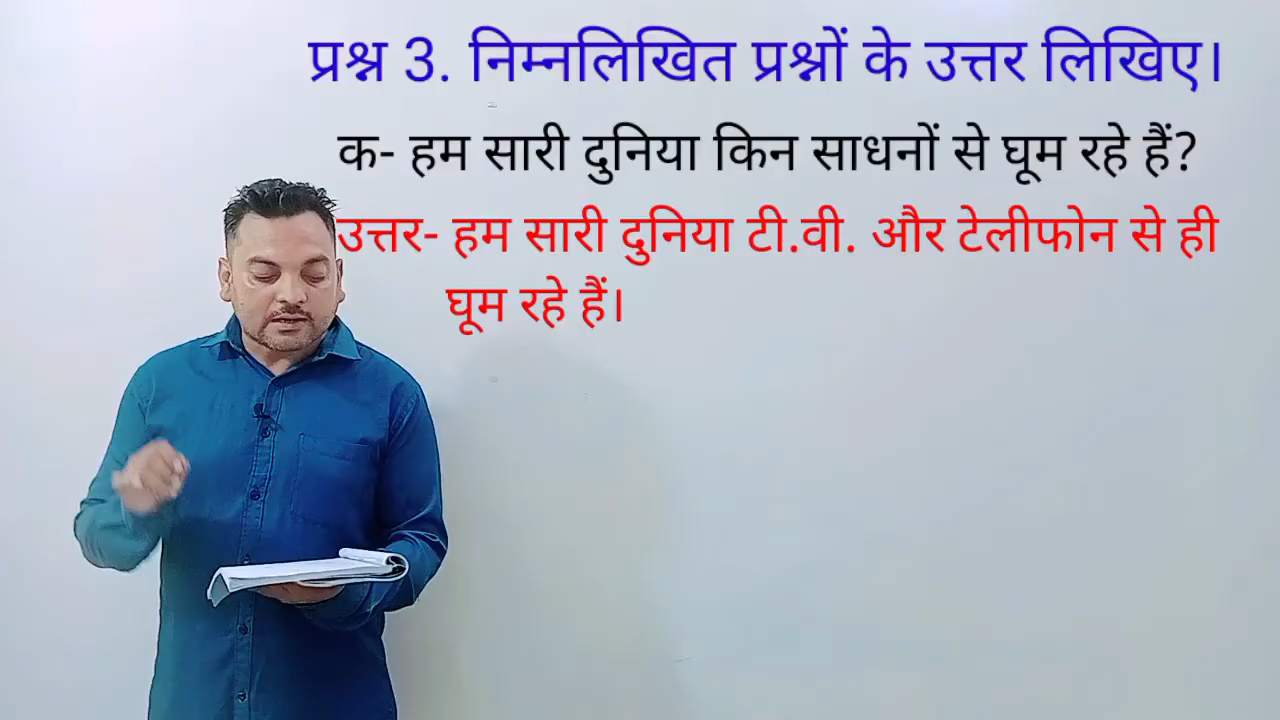 प्रश्न 3. निम्नलिखित प्रश्नों के उत्तर लिखिए।
क- हम सारी दुनिया किन साधनों से घूम रहे हैं?
उत्तर- हम सारी दुनिया टी.वी. और टेलीफोन से ही
घूम रहे हैं।